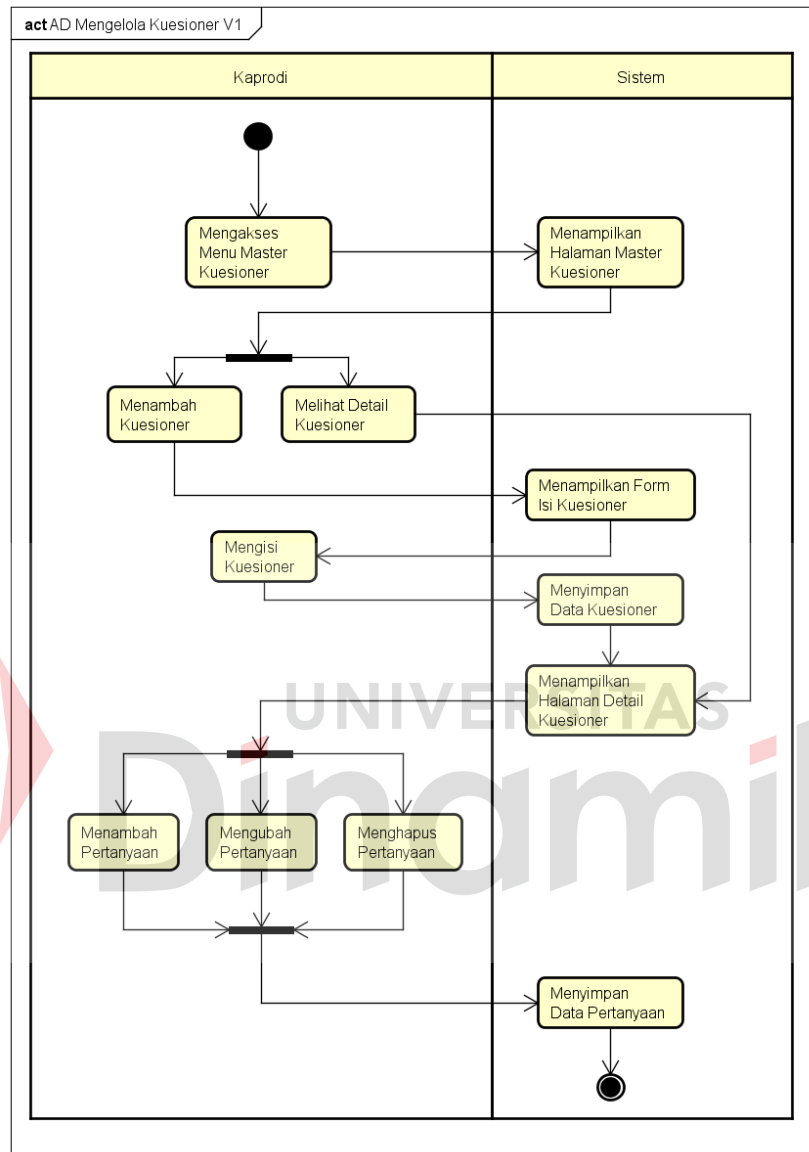 act AD Mengelola Kuesioner V1
Kaprodi
Sistem
Mengakses
Menu Master
Kuesioner
Menampilkan
Halaman Master
Kuesioner
Menambah
Kuesioner
Melihat Detail
Kuesioner
Menampilkan Form
Isi Kuesioner
Mengisi
Kuesioner
Menyimpan
Data Kuesioner
Menampilkan
Halaman Detail
Kuesioner
UNIVERSITAS
Dinamik
Menambah
Pertanyaan
Mengubah
Pertanyaan
Menghapus
Pertanyaan
Menyimpan
Data Pertanyaan